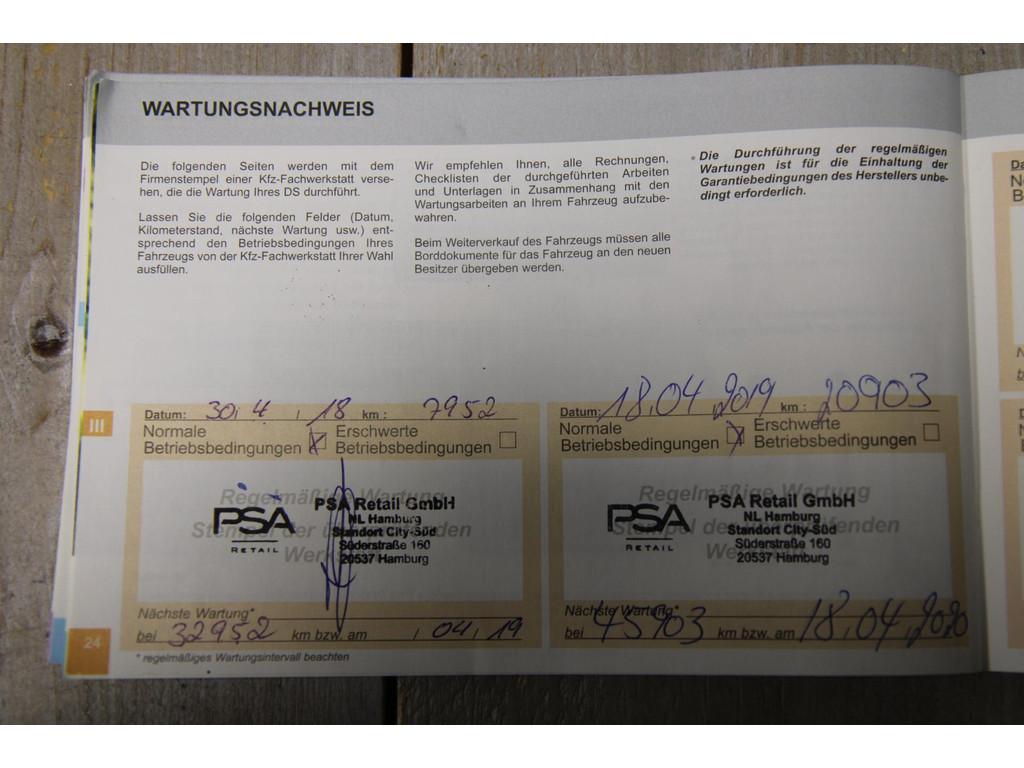 WARTUNGSNACHWEIS
Die folgenden Seiten werden mit dem
Firmenstempel einer Kfz-Fachwerkstatt verse-
hen, die die Wartung Ihres DS durchführt.
Lassen Sie die folgenden Felder (Datum,
Kilometerstand, nächste Wartung usw.) ent-
sprechend den Betriebsbedingungen Ihres
Fahrzeugs von der Kfz-Fachwerkstatt Ihrer Wahl
ausfüllen.
Wir empfehlen Ihnen, alle Rechnungen,
Checklisten der durchgeführten Arbeiten
und Unterlagen in Zusammenhang mit den
Wartungsarbeiten an Ihrem Fahrzeug aufzube-
wahren.
Beim Weiterverkauf des Fahrzeugs müssen alle
Borddokumente für das Fahrzeug an den neuen
Besitzer übergeben werden.
Die Durchführung der regelmäßigen
Wartungen ist für die Einhaltung der
Garantiebedingungen des Herstellers unbe-
dingt erforderlich.
III
Datum: 30. 4 / 18 km : 7952
Normale
Betriebsbedingungen X
Erschwerte
Betriebsbedingungen
Regelmäßige Wartung
PSA
RETAIL
PSA Retail GmbH
NL Hamburg
Standort City-Süd
Süderstraße 160
20537 Hamburg
Nächste Wartung*
bei 32952 km bzw. am / 04 / 19
* regelmäßiges Wartungsintervall beachten
24
Datum: 18.04.2019 km : 20903
Normale
Betriebsbedingungen X
Erschwerte
Betriebsbedingungen
Regelmäßige Wartung
PSA
RETAIL
PSA Retail GmbH
NL Hamburg
Standort City-Süd
Süderstraße 160
20537 Hamburg
Nächste Wartung*
bei 45903 km bzw. am 18.04.2020